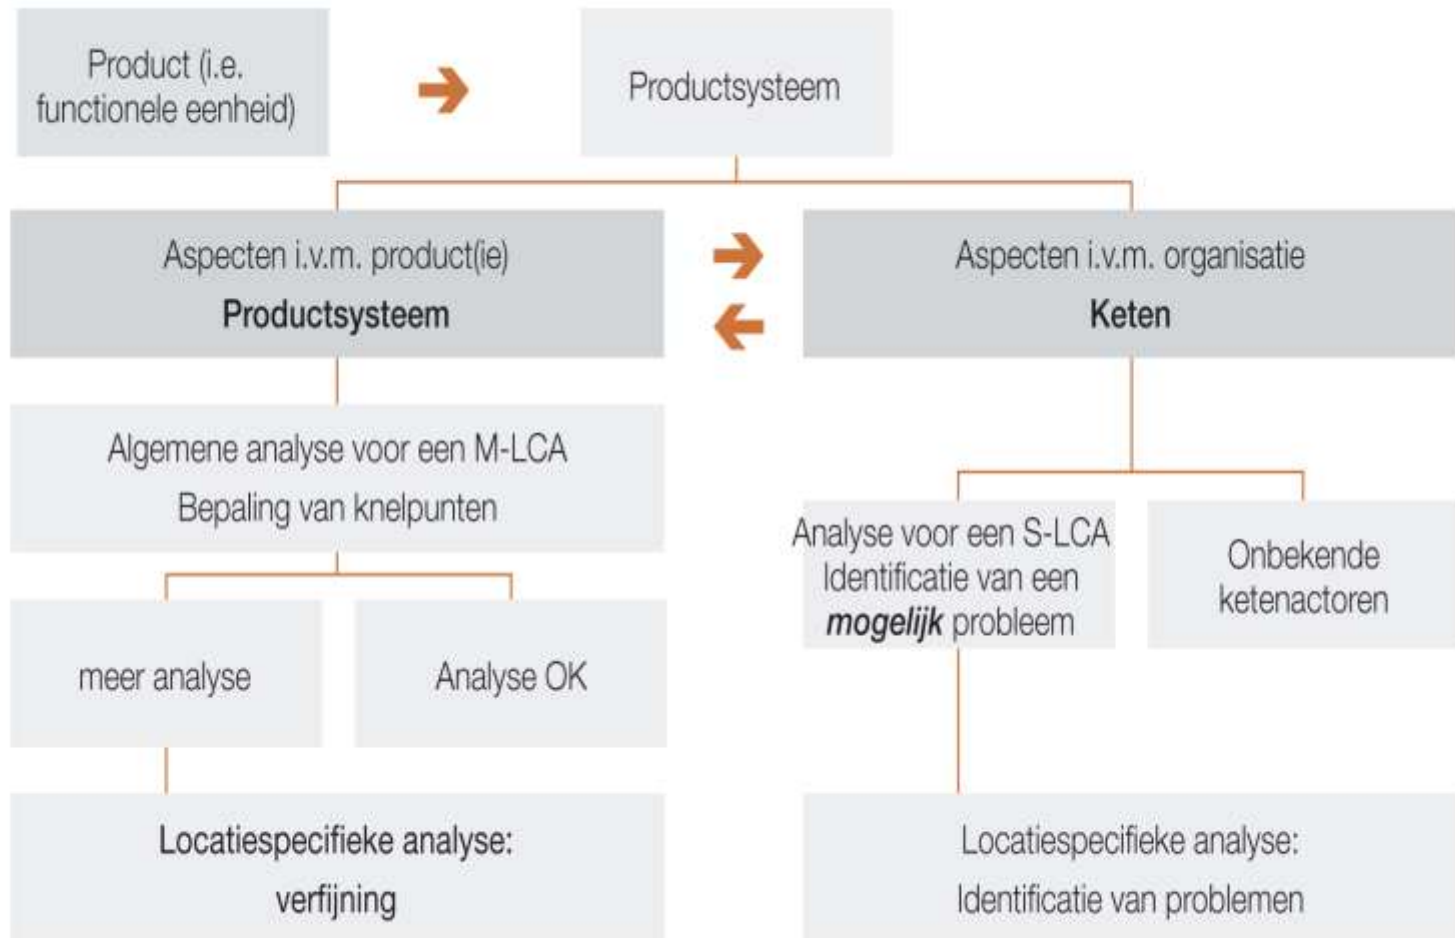 Product (i.e.
functionele eenheid)
Productsysteem
Aspecten i.v.m. product(ie)
Productsysteem
Aspecten i.v.m. organisatie
Keten
Algemene analyse voor een M-LCA
Bepaling van knelpunten
Analyse voor een S-LCA
Identificatie van een
mogelijk probleem
Onbekende
ketenactoren
meer analyse
Analyse OK
Locatiespecifieke analyse:
verfijning
Locatiespecifieke analyse:
Identificatie van problemen